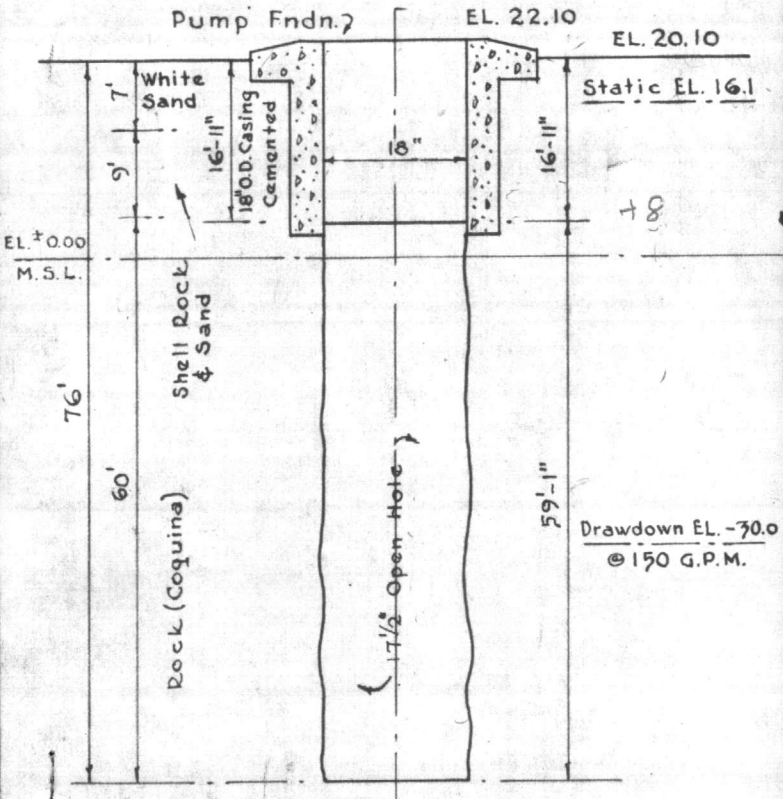 Pump Fndn.
EL. 22.10
EL. 20.10
Static EL. 16.1
White
Sand
7'
9'
16-11"
18" O.D. Casing
Cemented
18"
16-11"
+8
EL. ±0.00
M.S.L.
Shell Rock
& Sand
76'
60'
Rock (Coquina)
17½" Open Hole
59'-1"
Drawdown EL. -30.0
@ 150 G.P.M.